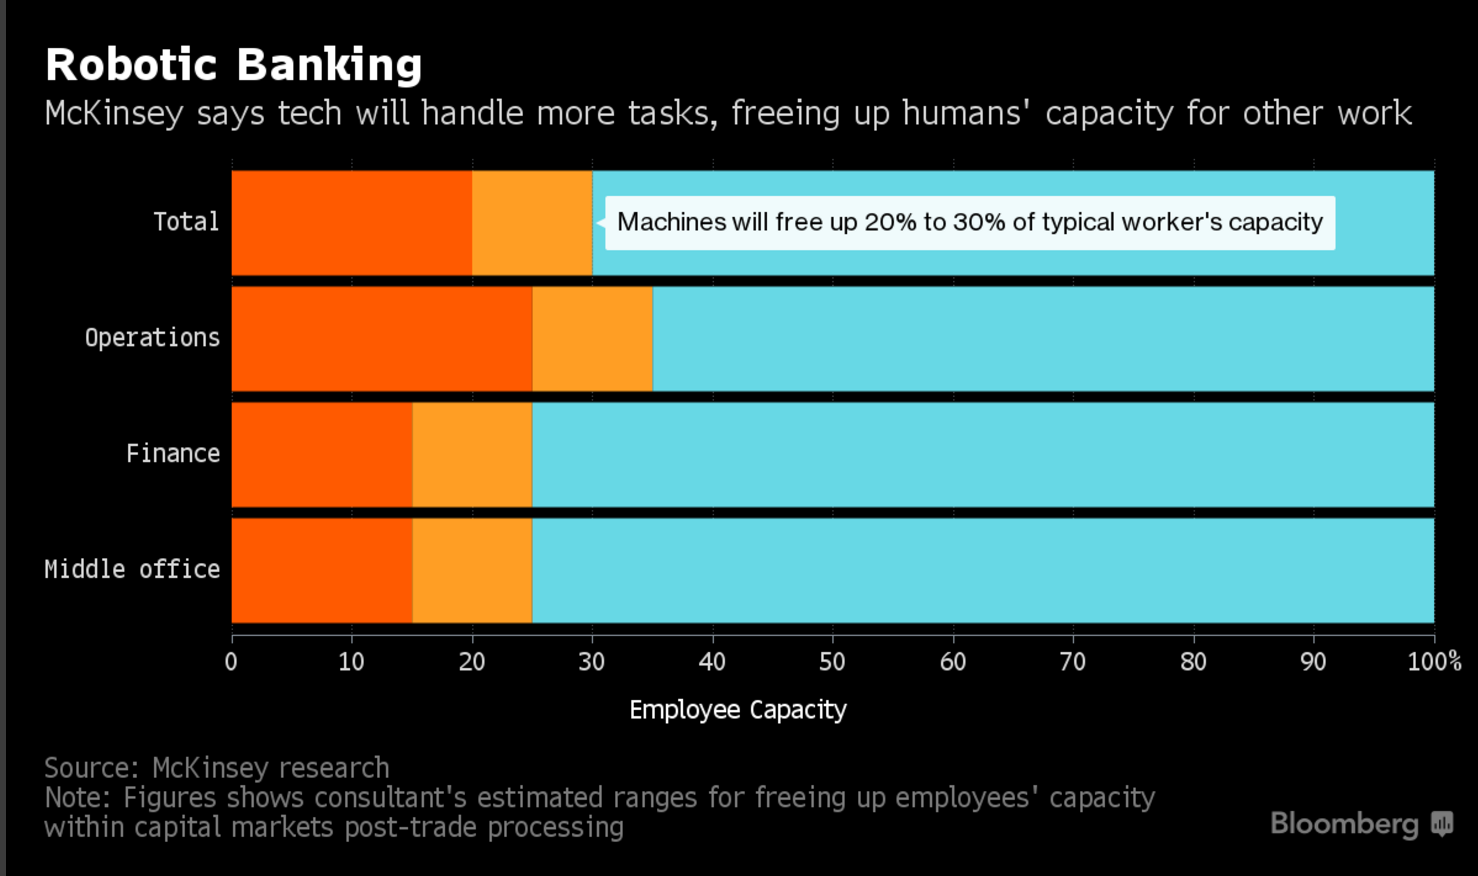 Robotic Banking
McKinsey says tech will handle more tasks, freeing up humans' capacity for other work
Total
Machines will free up 20% to 30% of typical worker's capacity
Operations
Finance
Middle office
0 10 20 30 40 50 60 70 80 90 100%
Employee Capacity
Source: McKinsey research
Note: Figures shows consultant's estimated ranges for freeing up employees' capacity
within capital markets post-trade processing
Bloomberg